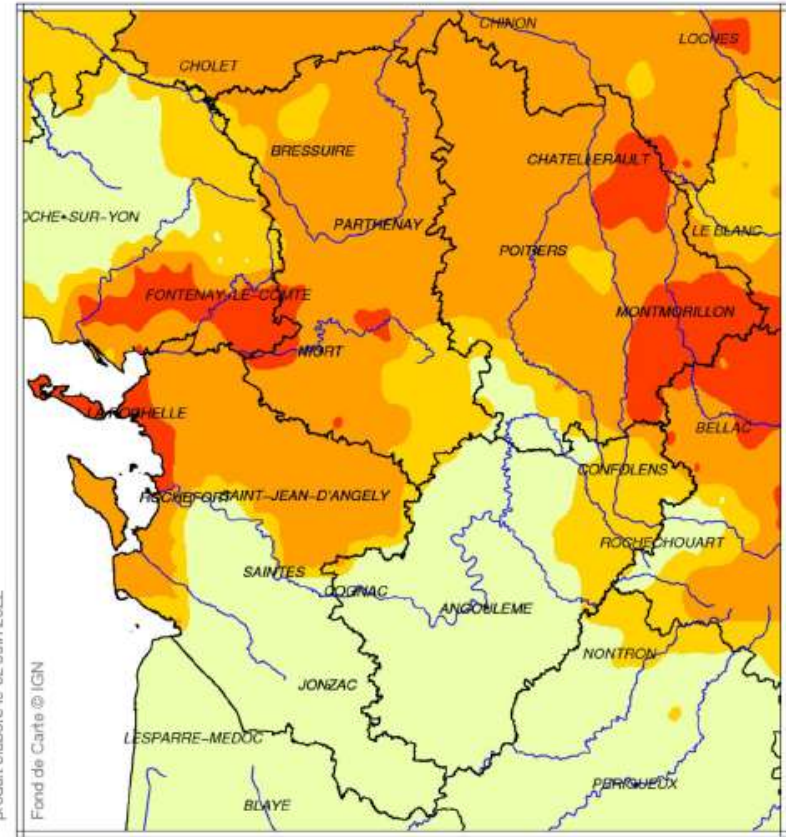 CHINON
LOCHES
CHOLET
BRESSUIRE
CHATELLERAULT
OCHE-SUR-YON
PARTHENAY
LE BLANC
POITIERS
FONTENAY-LE-COMTE
MONTMORILLON
NIORT
LA ROCHELLE
BELLAC
CONFOLENS
ROCHEFORT
SAINT-JEAN-D'ANGELY
ROCHECHOUART
SAINTES
COGNAC
ANGOULEME
NONTRON
JONZAC
LESPARRE-MEDOC
PERIGUEUX
BLAYE
Fond de Carte © IGN